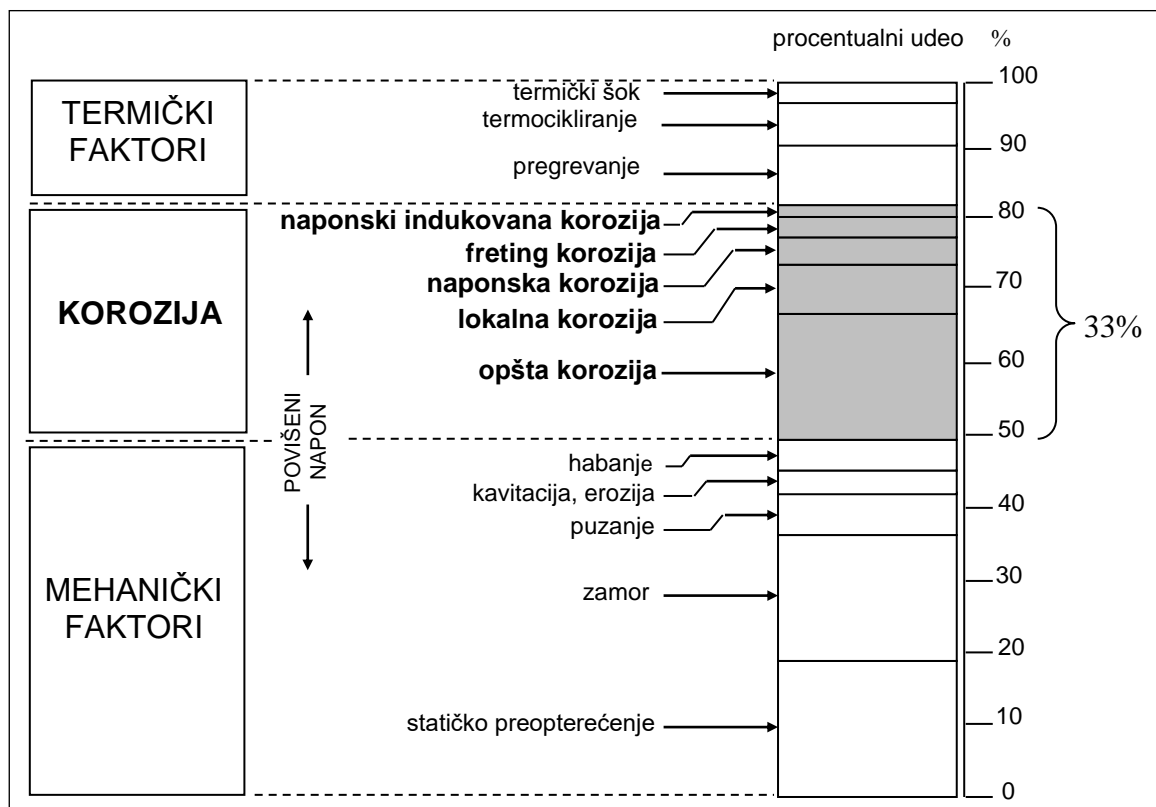 procentualni udeo %
TERMIČKI
FAKTORI
KOROZIJA
MEHANIČKI
FAKTORI
POVIŠENI
NAPON
termički šok
termocikliranje
pregrevanje
naponski indukovana korozija
freting korozija
naponska korozija
lokalna korozija
opšta korozija
habanje
kavitacija, erozija
puzanje
zamor
statičko preopterećenje
100
90
80
70
60
50
40
30
20
10
0
33%